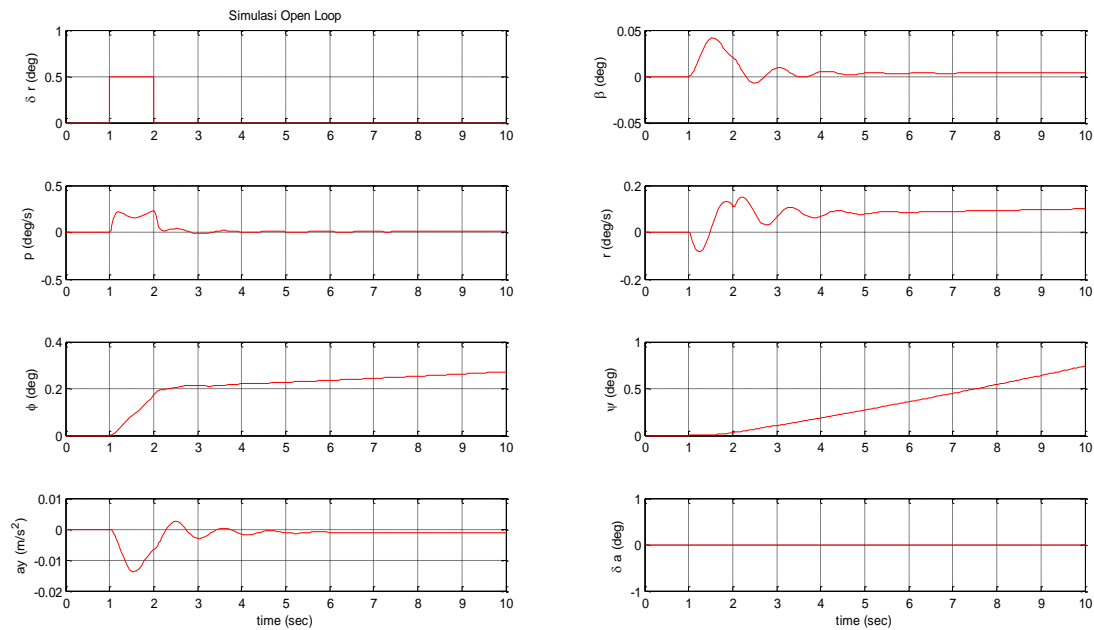 Simulasi Open Loop
δ r (deg)
1
0.5
0
0 1 2 3 4 5 6 7 8 9 10
β (deg)
0.05
0
-0.05
0 1 2 3 4 5 6 7 8 9 10
p (deg/s)
0.5
0
-0.5
0 1 2 3 4 5 6 7 8 9 10
r (deg/s)
0.2
0
-0.2
0 1 2 3 4 5 6 7 8 9 10
ϕ (deg)
0.4
0.2
0
0 1 2 3 4 5 6 7 8 9 10
ψ (deg)
1
0.5
0
0 1 2 3 4 5 6 7 8 9 10
ay (m/s²)
0.01
0
-0.01
-0.02
0 1 2 3 4 5 6 7 8 9 10
time (sec)
δ a (deg)
1
0
-1
0 1 2 3 4 5 6 7 8 9 10
time (sec)